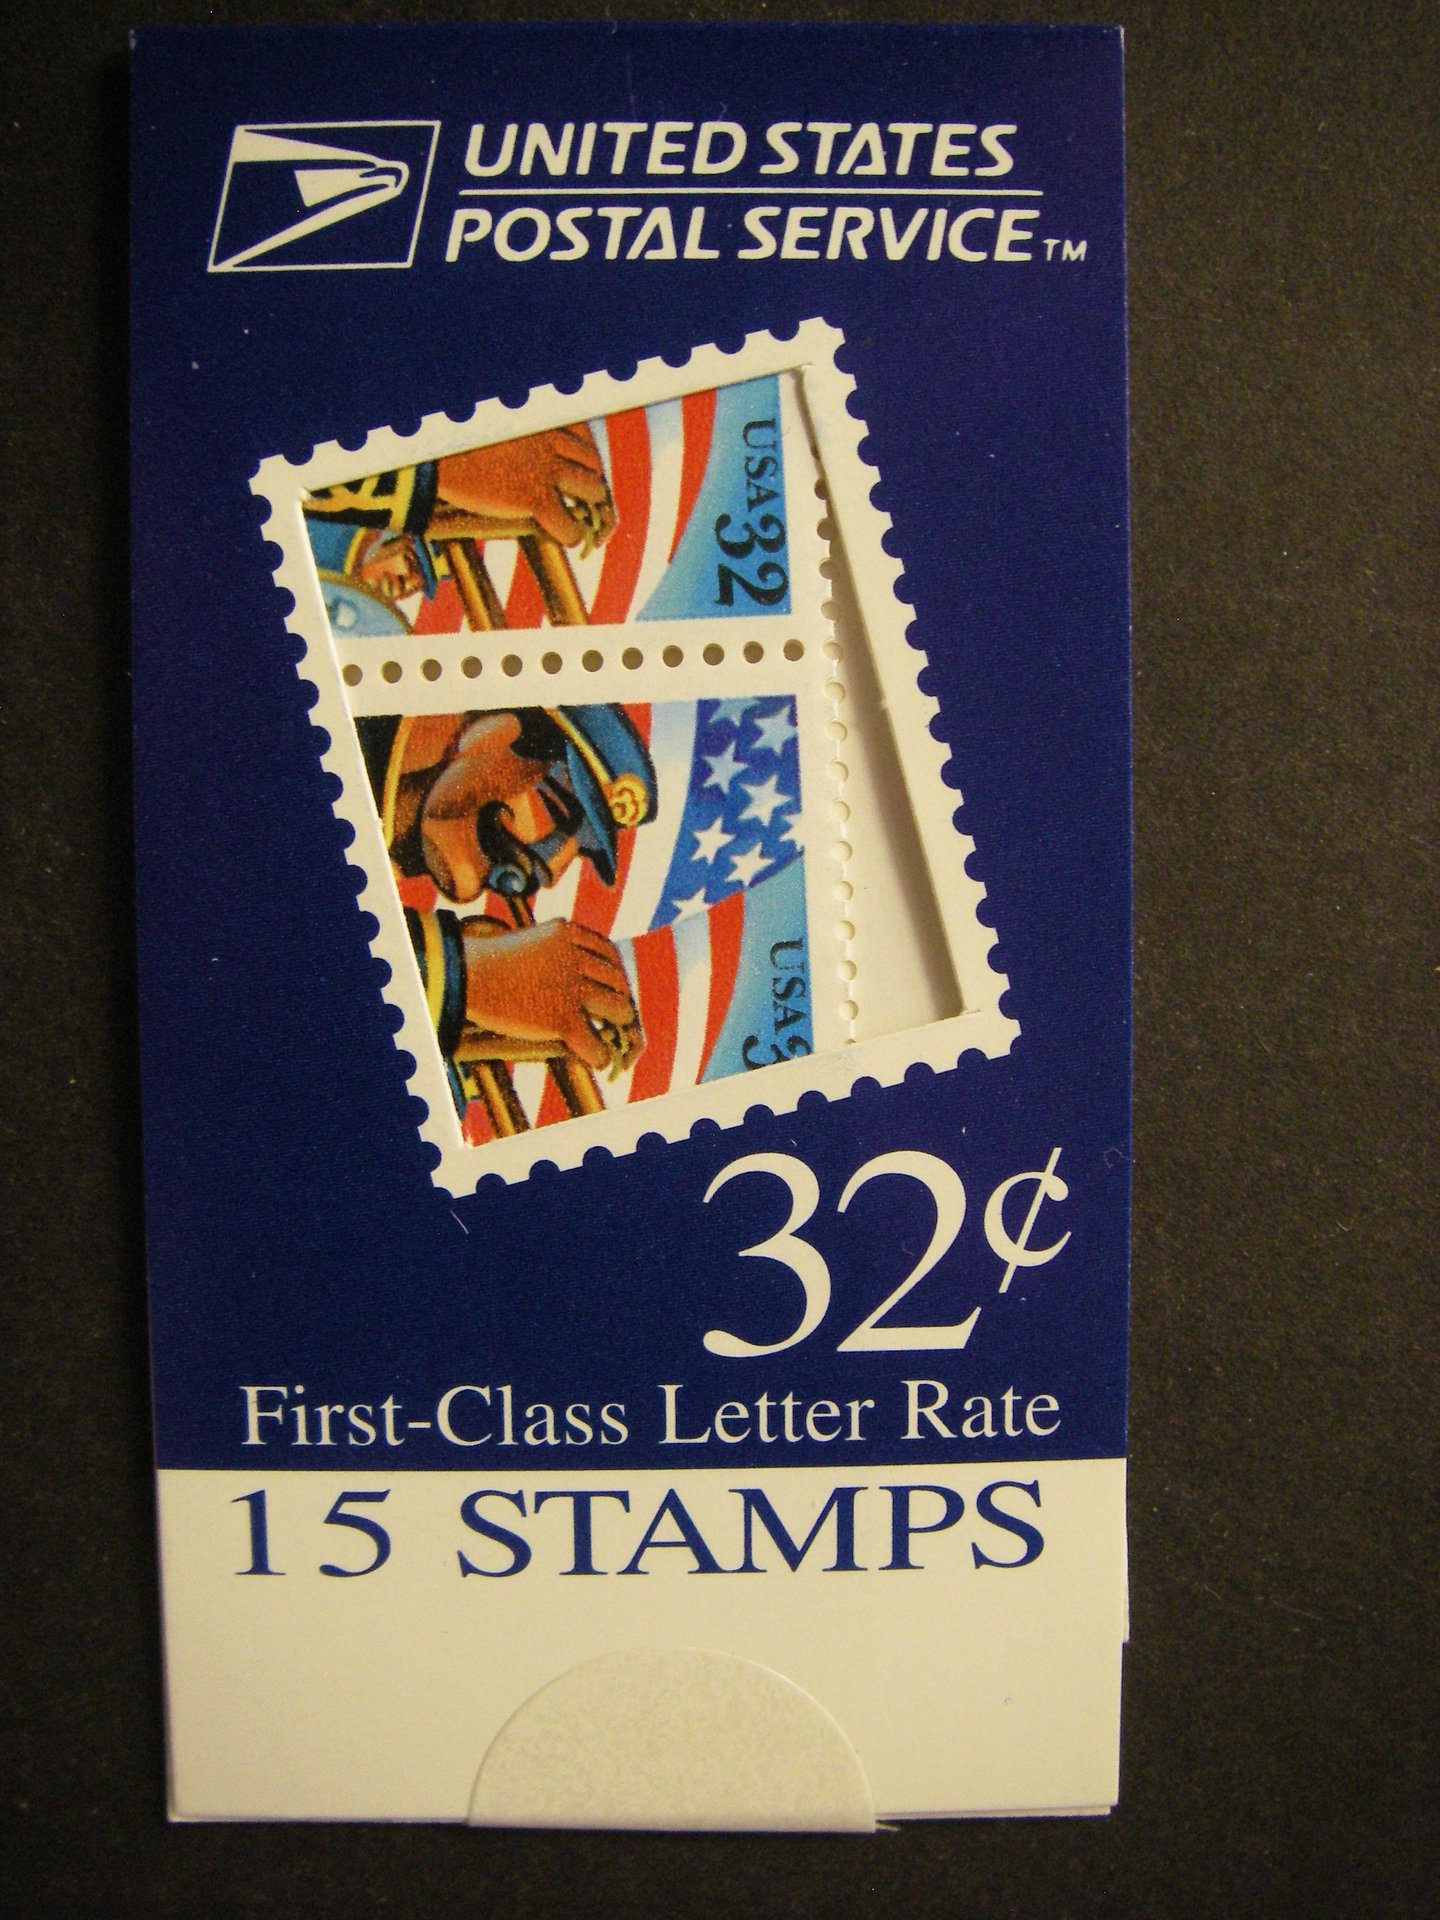 UNITED STATES
POSTAL SERVICE™
USA
32
USA
32¢
First-Class Letter Rate
15 STAMPS